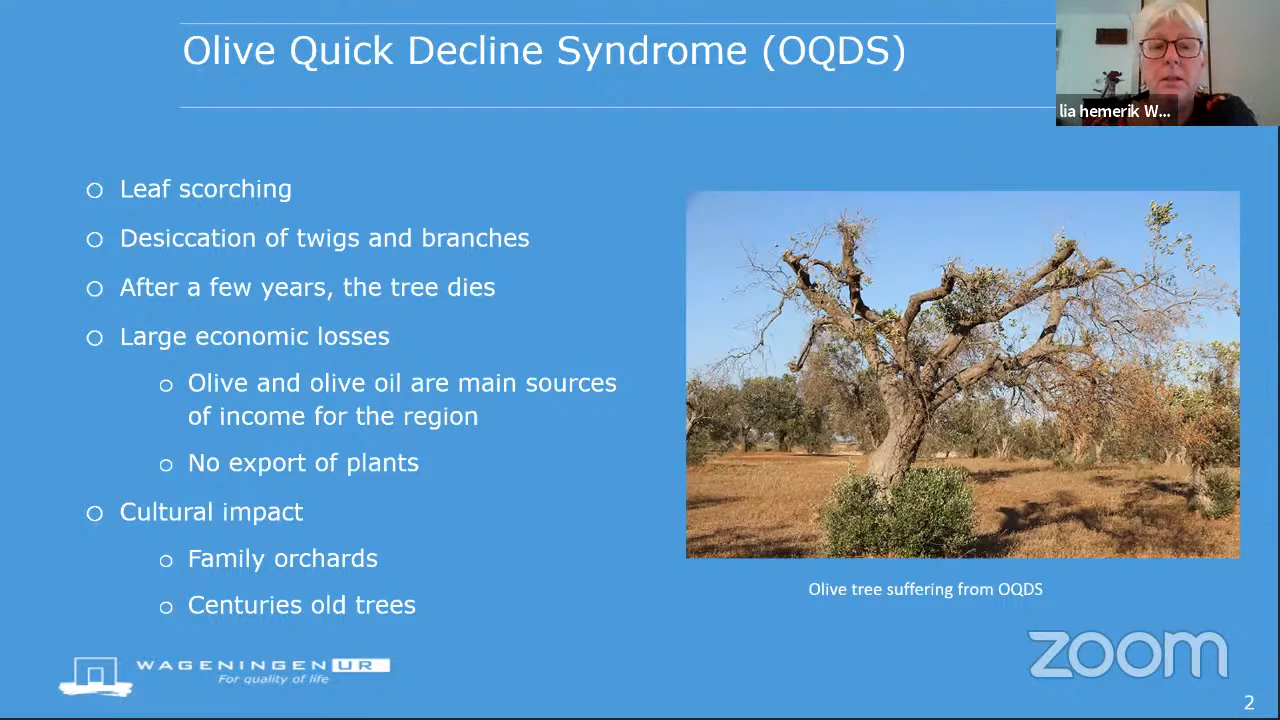 Olive Quick Decline Syndrome (OQDS)
lia hemerik W...
Leaf scorching
Desiccation of twigs and branches
After a few years, the tree dies
Large economic losses
Olive and olive oil are main sources
of income for the region
No export of plants
Cultural impact
Family orchards
Centuries old trees
Olive tree suffering from OQDS
WAGENINGEN UR
For quality of life
zoom
2